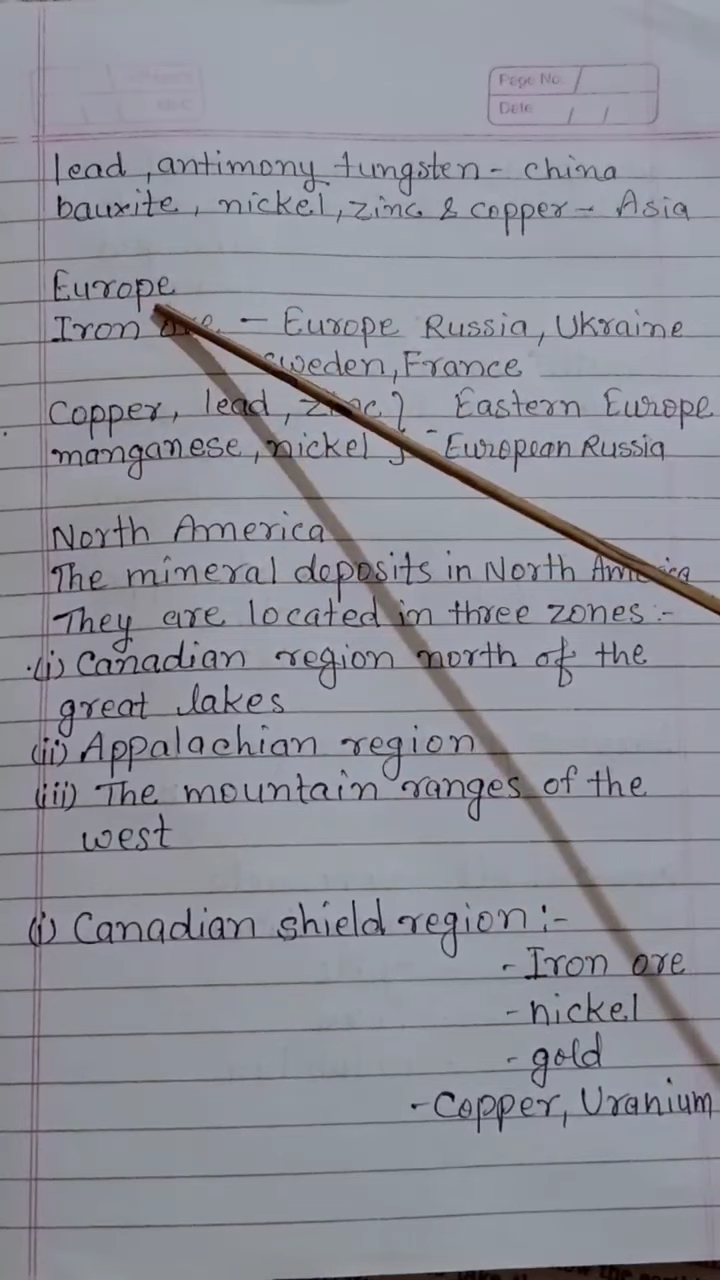 Page No.
Date
lead, antimony tungsten - china
bauxite, nickel, zinc & copper - Asia
Europe
Iron ore - Europe Russia, Ukraine
Sweden, France
Copper, lead, zinc } Eastern Europe
manganese, nickel } - European Russia
North America
The mineral deposits in North America
They are located in three zones :-
(i) Canadian region north of the
great lakes
(ii) Appalachian region
(iii) The mountain ranges of the
west
(i) Canadian shield region :-
- Iron ore
- nickel
- gold
- Copper, Uranium